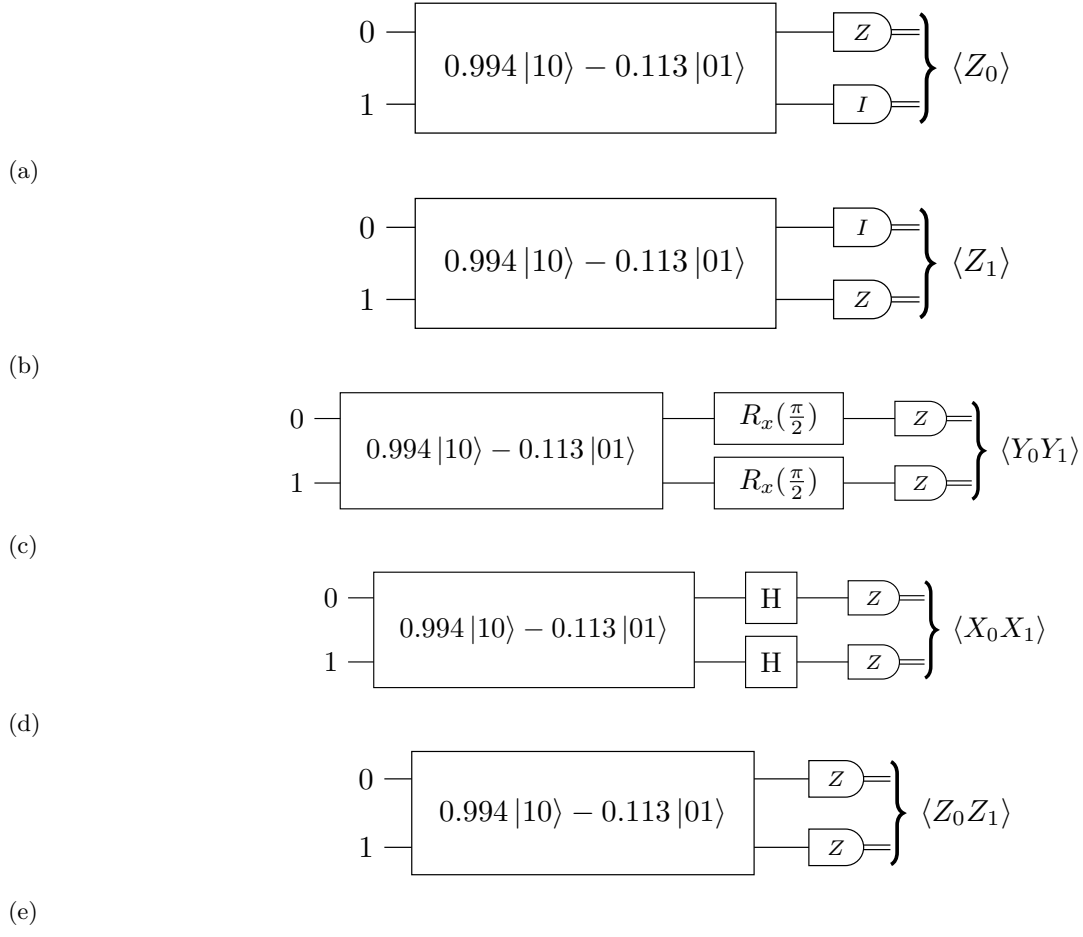 0 Z
0.994 |10⟩ − 0.113 |01⟩ ⟨Z₀⟩
1 I
(a)
0 I
0.994 |10⟩ − 0.113 |01⟩ ⟨Z₁⟩
1 Z
(b)
0 Rₓ(π/2) Z
0.994 |10⟩ − 0.113 |01⟩ ⟨Y₀Y₁⟩
1 Rₓ(π/2) Z
(c)
0 H Z
0.994 |10⟩ − 0.113 |01⟩ ⟨X₀X₁⟩
1 H Z
(d)
0 Z
0.994 |10⟩ − 0.113 |01⟩ ⟨Z₀Z₁⟩
1 Z
(e)